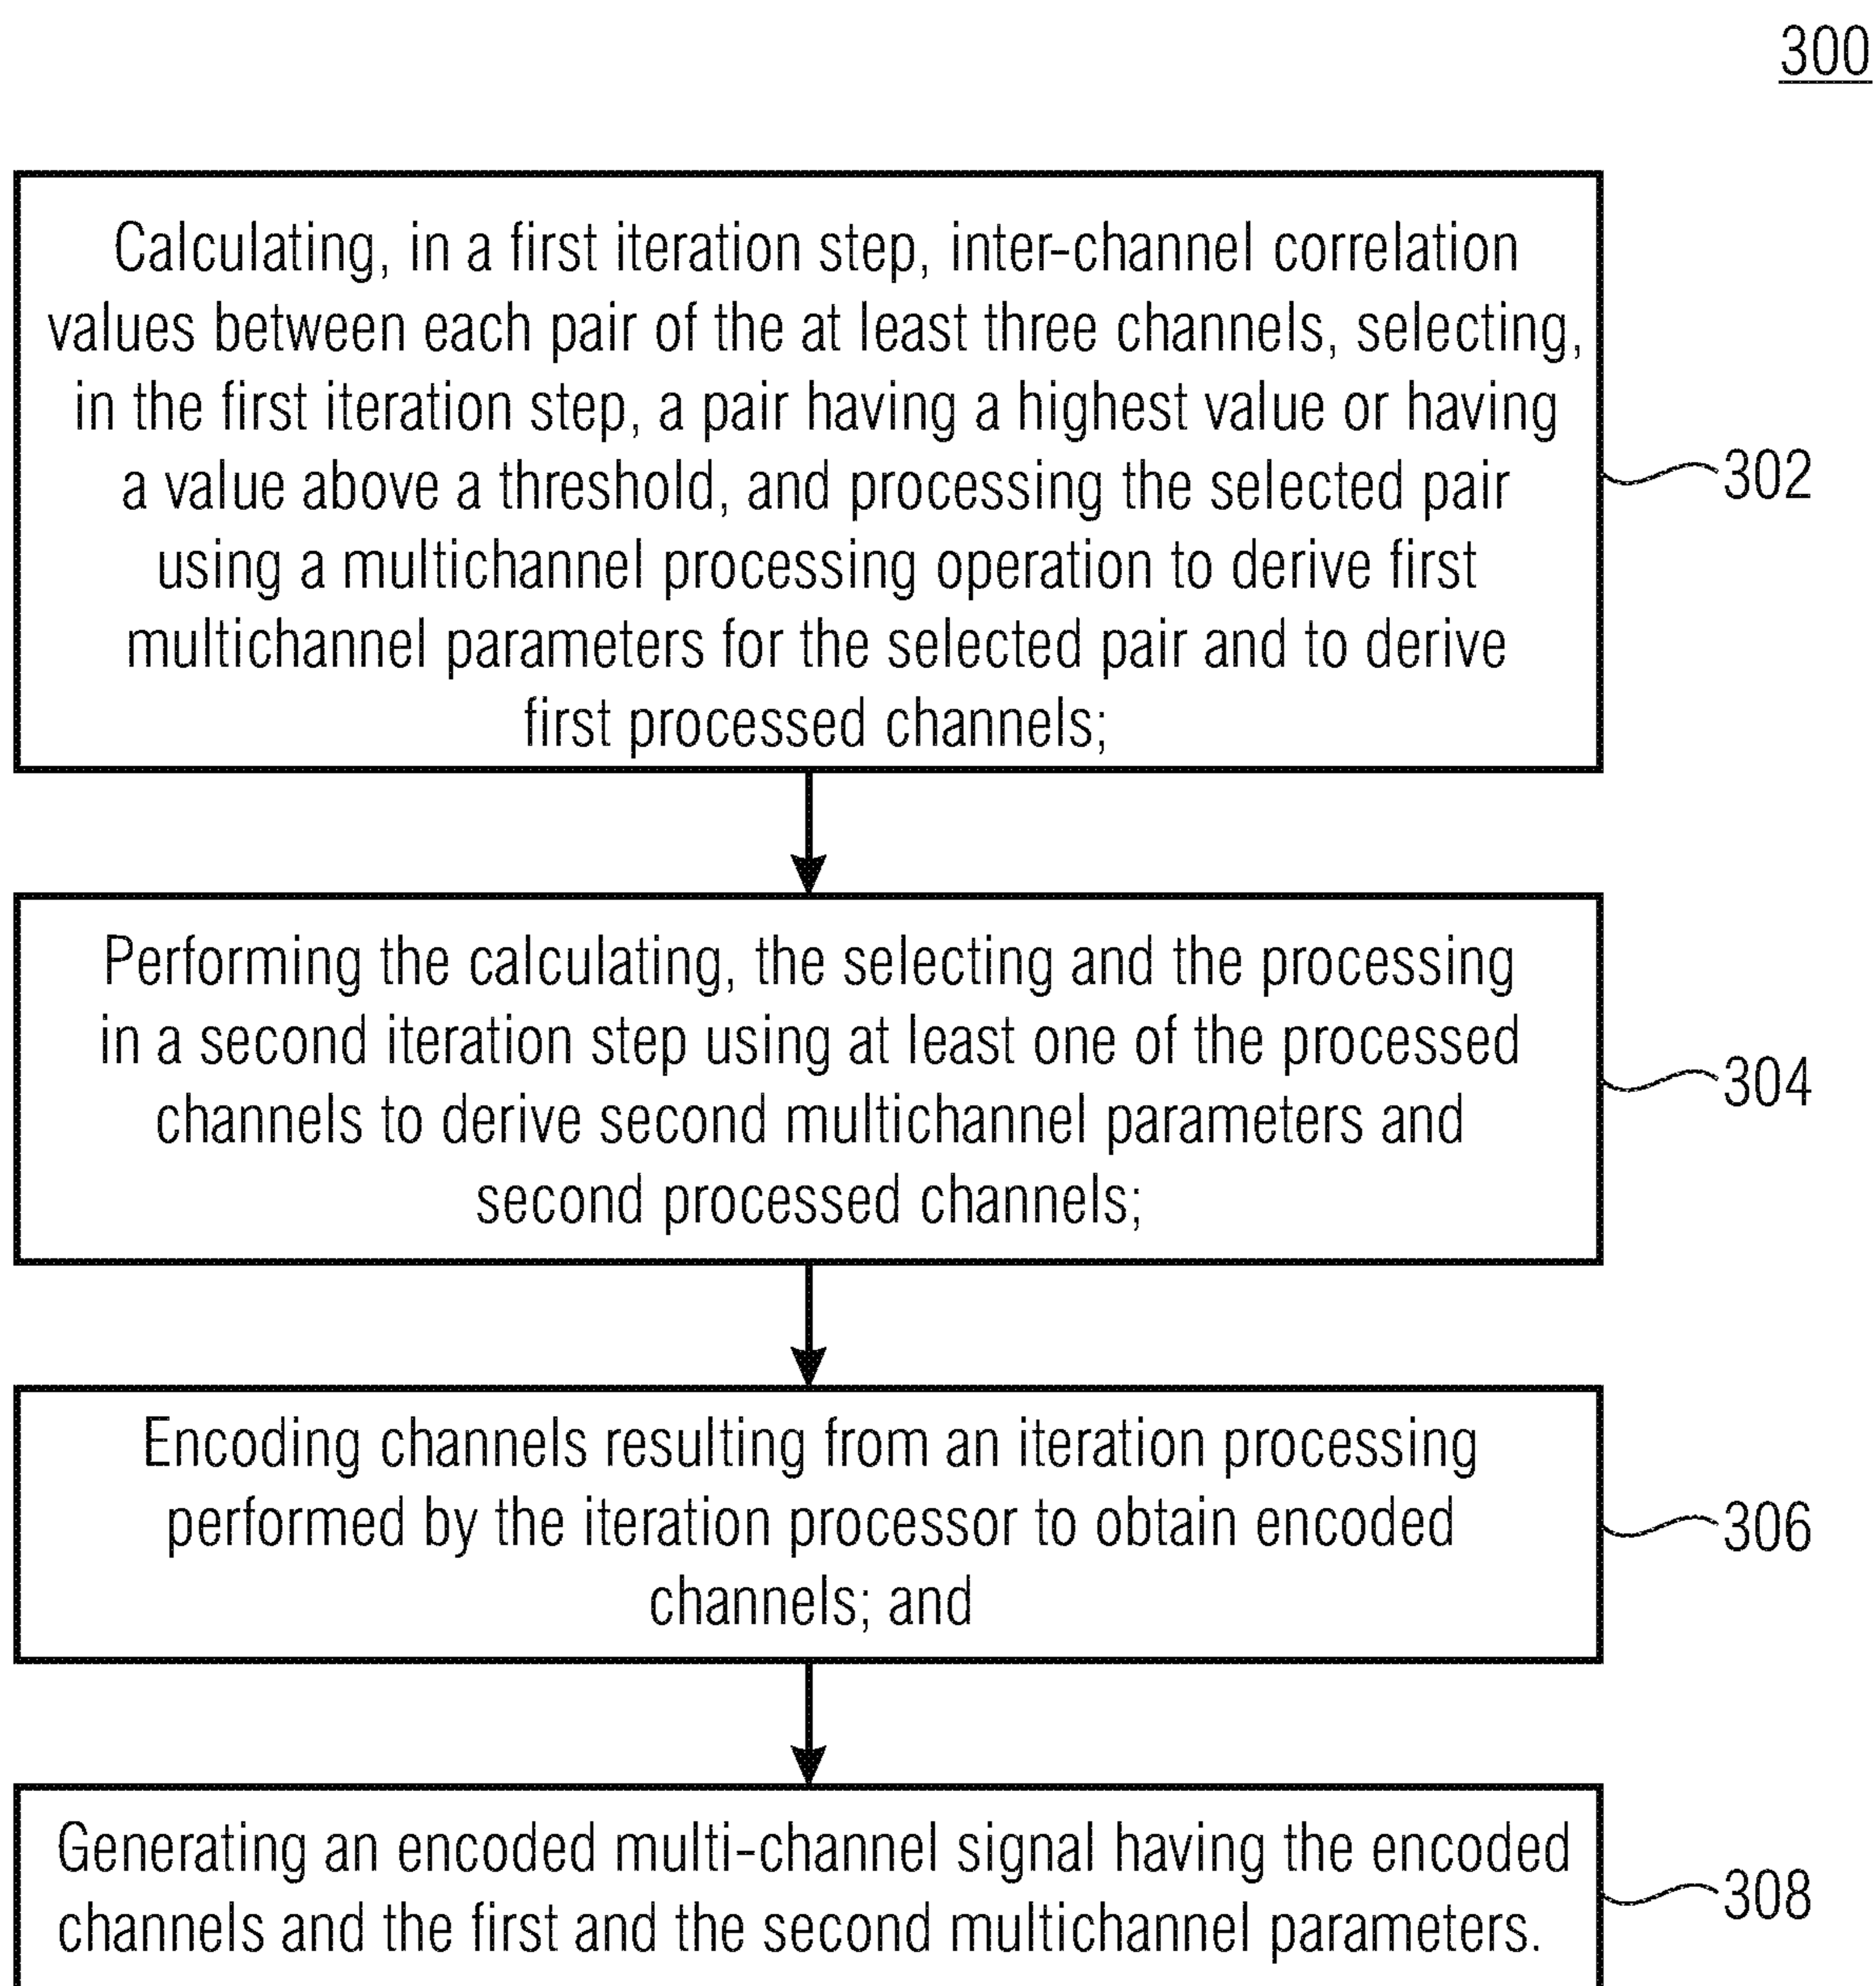 300
Calculating, in a first iteration step, inter-channel correlation
values between each pair of the at least three channels, selecting,
in the first iteration step, a pair having a highest value or having
a value above a threshold, and processing the selected pair
using a multichannel processing operation to derive first
multichannel parameters for the selected pair and to derive
first processed channels;
302
Performing the calculating, the selecting and the processing
in a second iteration step using at least one of the processed
channels to derive second multichannel parameters and
second processed channels;
304
Encoding channels resulting from an iteration processing
performed by the iteration processor to obtain encoded
channels; and
306
Generating an encoded multi-channel signal having the encoded
channels and the first and the second multichannel parameters.
308